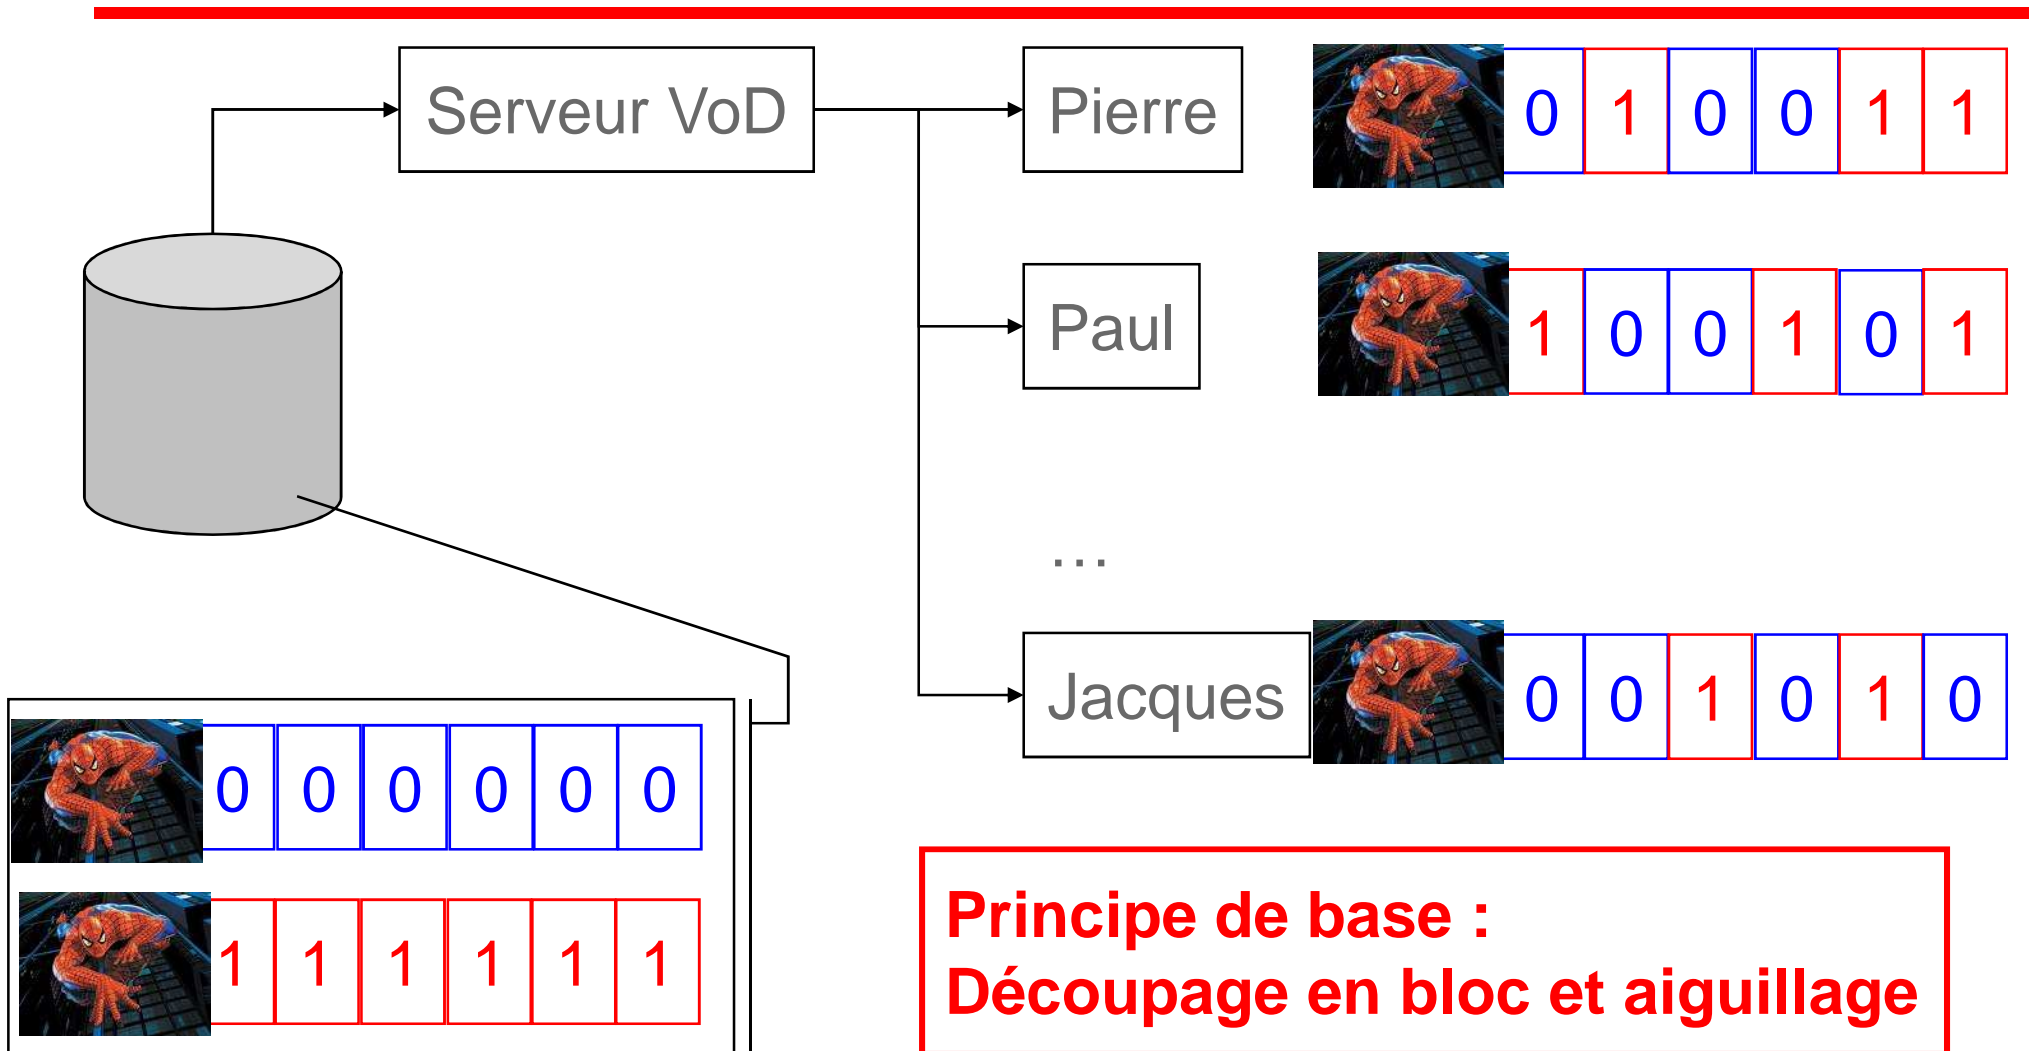 Serveur VoD
Pierre
0 1 0 0 1 1
Paul
1 0 0 1 0 1
…
Jacques
0 0 1 0 1 0
0 0 0 0 0 0
1 1 1 1 1 1
Principe de base :
Découpage en bloc et aiguillage